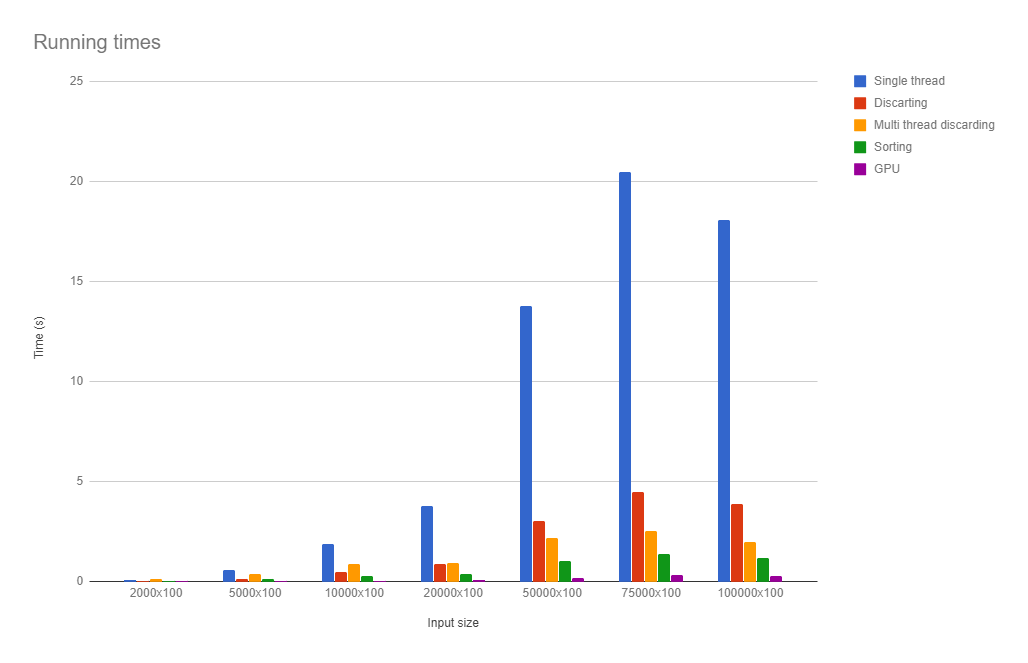 Running times
25
20
15
10
5
0
Time (s)
2000x100 5000x100 10000x100 20000x100 50000x100 75000x100 100000x100
Input size
Single thread
Discarting
Multi thread discarding
Sorting
GPU